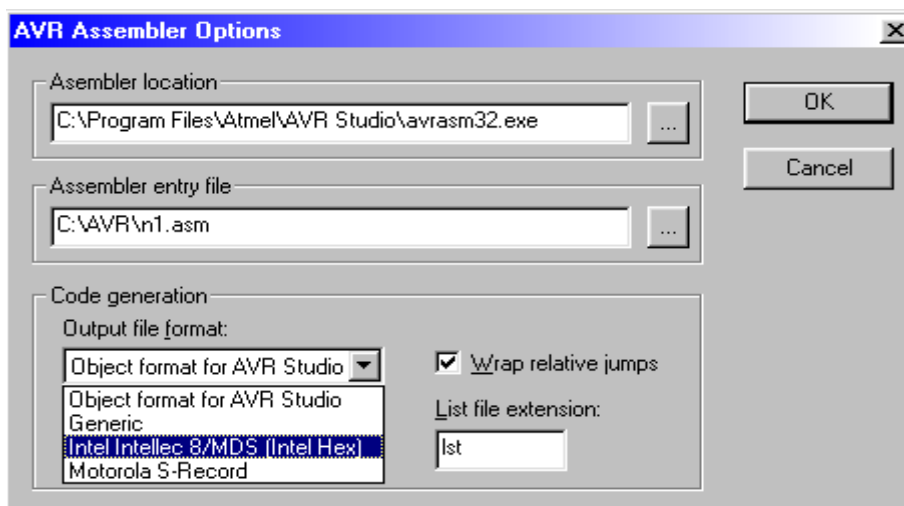 AVR Assembler Options
Asembler location
C:\Program Files\Atmel\AVR Studio\avrasm32.exe
...
OK
Cancel
Assembler entry file
C:\AVR\n1.asm
...
Code generation
Output file format:
Object format for AVR Studio
Wrap relative jumps
Object format for AVR Studio
Generic
Intel Intellec 8/MDS (Intel Hex)
Motorola S-Record
List file extension:
lst